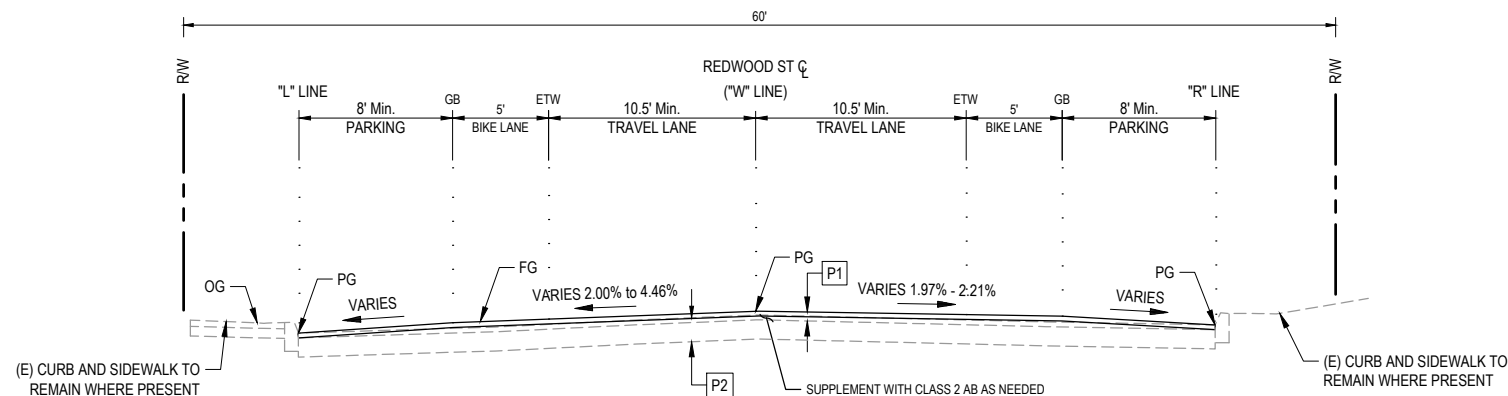 60'
R/W
R/W
REDWOOD ST ℄
("W" LINE)
"L" LINE
"R" LINE
8' Min.
PARKING
GB
5'
BIKE LANE
ETW
10.5' Min.
TRAVEL LANE
10.5' Min.
TRAVEL LANE
ETW
5'
BIKE LANE
GB
8' Min.
PARKING
OG
PG
FG
PG
P1
PG
VARIES
VARIES 2.00% to 4.46%
VARIES 1.97% - 2.21%
VARIES
(E) CURB AND SIDEWALK TO
REMAIN WHERE PRESENT
P2
SUPPLEMENT WITH CLASS 2 AB AS NEEDED
(E) CURB AND SIDEWALK TO
REMAIN WHERE PRESENT